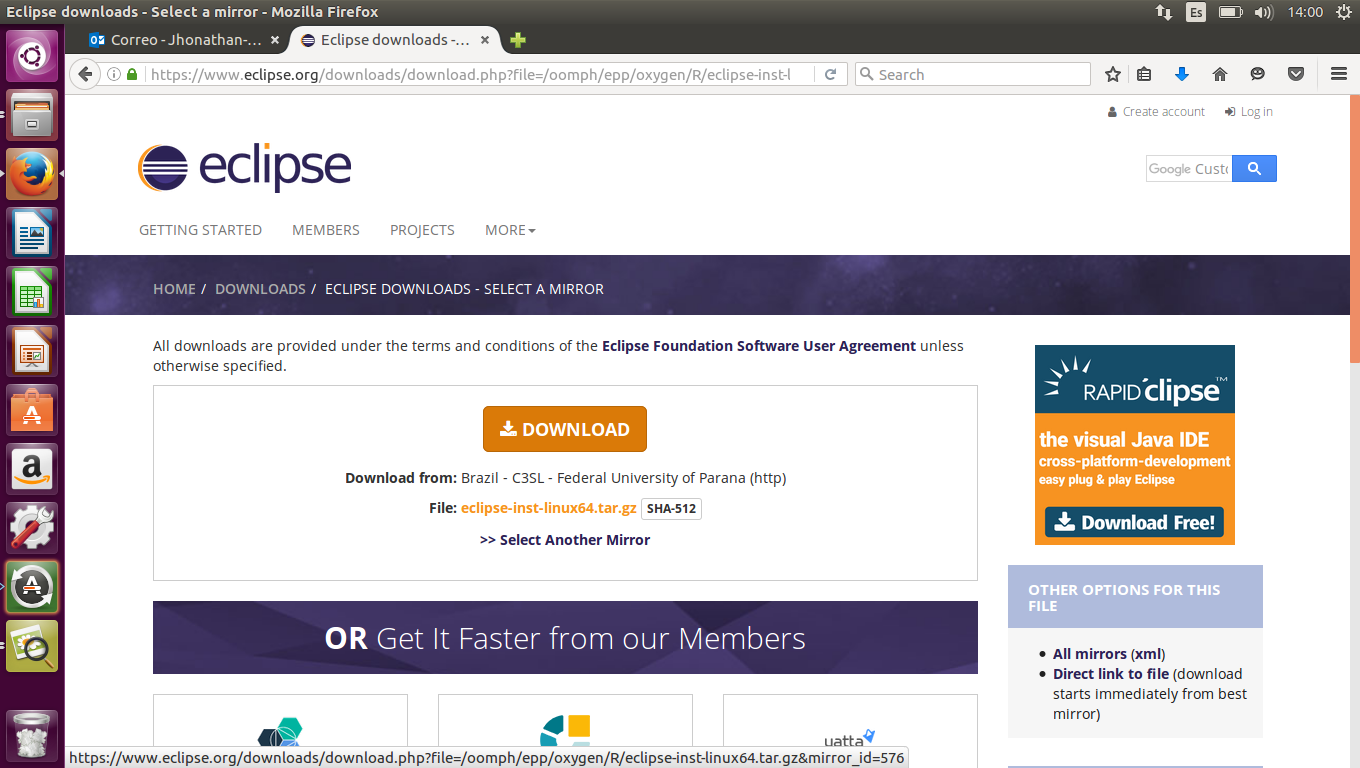 Eclipse downloads - Select a mirror - Mozilla Firefox
Es
14:00
Correo - Jhonathan-...
Eclipse downloads -...
https://www.eclipse.org/downloads/download.php?file=/oomph/epp/oxygen/R/eclipse-inst-l
Search
Create account
Log in
eclipse
Google Custo
GETTING STARTED
MEMBERS
PROJECTS
MORE
HOME /
DOWNLOADS /
ECLIPSE DOWNLOADS - SELECT A MIRROR
All downloads are provided under the terms and conditions of the Eclipse Foundation Software User Agreement unless
otherwise specified.
DOWNLOAD
Download from: Brazil - C3SL - Federal University of Parana (http)
File: eclipse-inst-linux64.tar.gz SHA-512
>> Select Another Mirror
OR Get It Faster from our Members
RAPID'clipse™
the visual Java IDE
cross-platform-development
easy plug & play Eclipse
Download Free!
OTHER OPTIONS FOR THIS
FILE
All mirrors (xml)
Direct link to file (download
starts immediately from best
mirror)
yatta
https://www.eclipse.org/downloads/download.php?file=/oomph/epp/oxygen/R/eclipse-inst-linux64.tar.gz&mirror_id=576